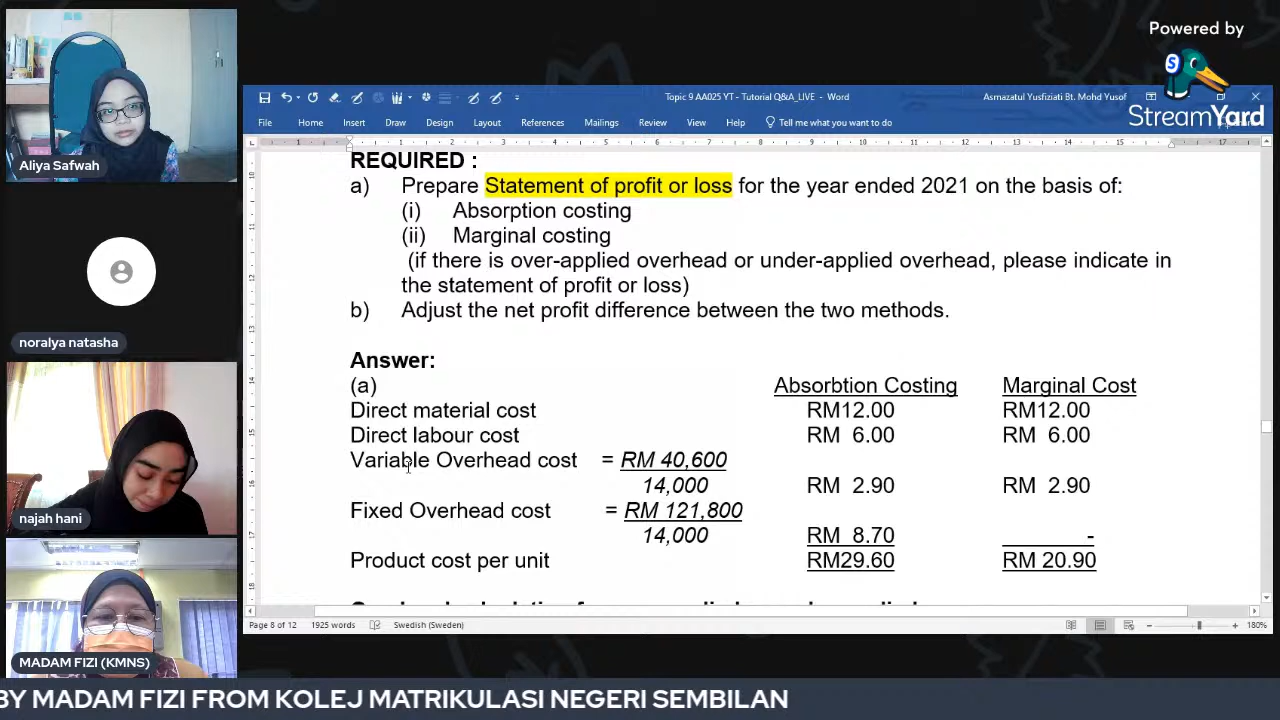 Powered by
StreamYard
Topic 9 AA025 YT - Tutorial Q&A_LIVE - Word
Asmazatul Yusfiziati Bt. Mohd Yusof
File Home Insert Draw Design Layout References Mailings Review View Help Tell me what you want to do
REQUIRED :
a) Prepare Statement of profit or loss for the year ended 2021 on the basis of:
(i) Absorption costing
(ii) Marginal costing
(if there is over-applied overhead or under-applied overhead, please indicate in
the statement of profit or loss)
b) Adjust the net profit difference between the two methods.
Answer:
(a) Absorbtion Costing Marginal Cost
Direct material cost RM12.00 RM12.00
Direct labour cost RM 6.00 RM 6.00
Variable Overhead cost = RM 40,600
14,000 RM 2.90 RM 2.90
Fixed Overhead cost = RM 121,800
14,000 RM 8.70 -
Product cost per unit RM29.60 RM 20.90
Page 8 of 12 1925 words Swedish (Sweden) 180%
Aliya Safwah
noralya natasha
najah hani
MADAM FIZI (KMNS)
BY MADAM FIZI FROM KOLEJ MATRIKULASI NEGERI SEMBILAN